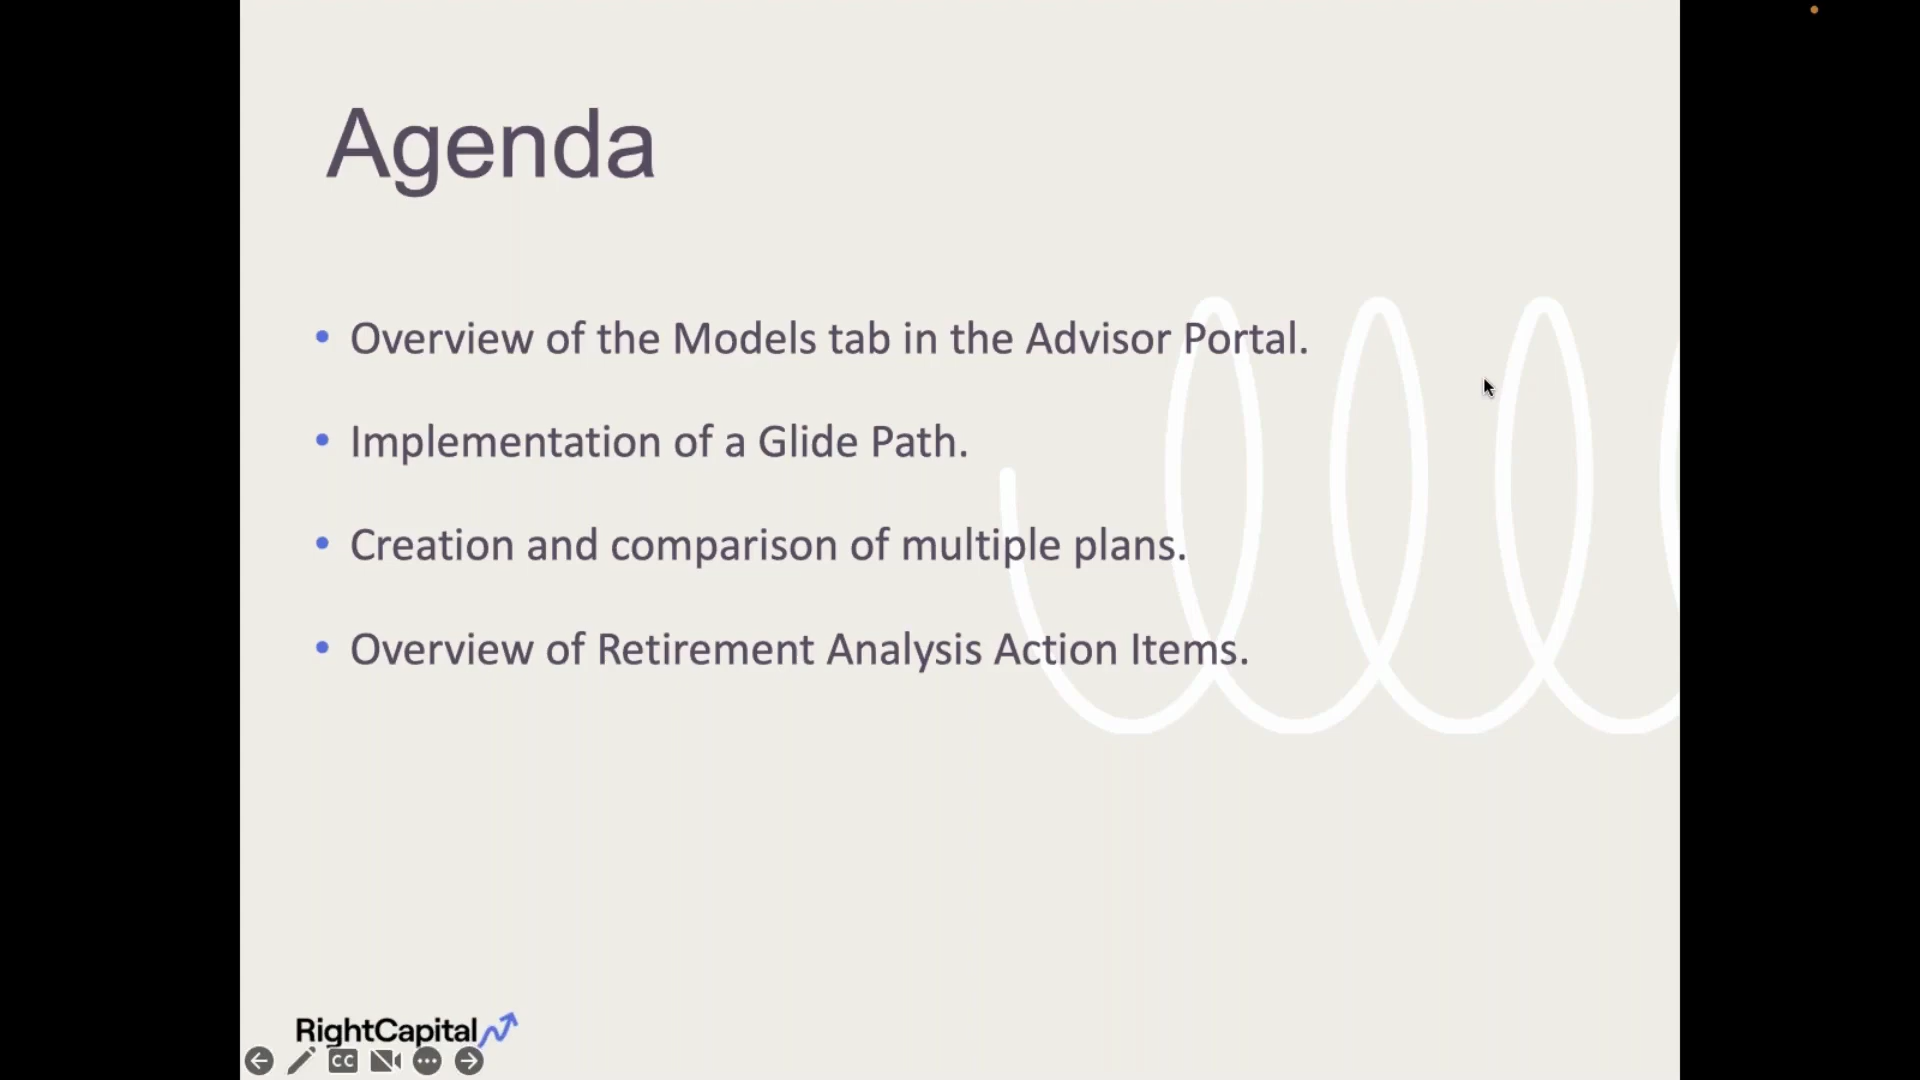 Agenda
• Overview of the Models tab in the Advisor Portal.
• Implementation of a Glide Path.
• Creation and comparison of multiple plans.
• Overview of Retirement Analysis Action Items.
RightCapital
CC